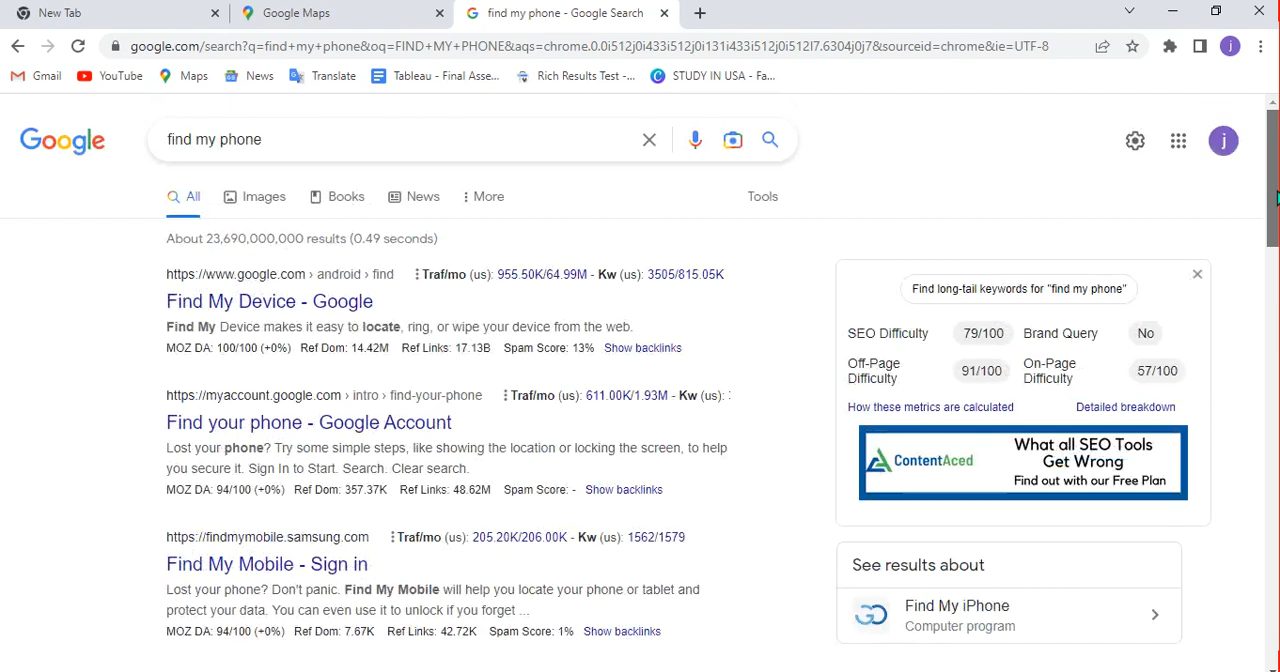 New Tab
Google Maps
find my phone - Google Search
google.com/search?q=find+my+phone&oq=FIND+MY+PHONE&aqs=chrome.0.0i512j0i433i512j0i131i433i512j0i512l7.6304j0j7&sourceid=chrome&ie=UTF-8
j
Gmail
YouTube
Maps
News
Translate
Tableau - Final Asse...
Rich Results Test -...
STUDY IN USA - Fa...
Google
find my phone
j
All
Images
Books
News
More
Tools
About 23,690,000,000 results (0.49 seconds)
https://www.google.com › android › find
Traf/mo (us): 955.50K/64.99M - Kw (us): 3505/815.05K
Find My Device - Google
Find My Device makes it easy to locate, ring, or wipe your device from the web.
MOZ DA: 100/100 (+0%) Ref Dom: 14.42M Ref Links: 17.13B Spam Score: 13% Show backlinks
https://myaccount.google.com › intro › find-your-phone
Traf/mo (us): 611.00K/1.93M - Kw (us):
Find your phone - Google Account
Lost your phone? Try some simple steps, like showing the location or locking the screen, to help
you secure it. Sign In to Start. Search. Clear search.
MOZ DA: 94/100 (+0%) Ref Dom: 357.37K Ref Links: 48.62M Spam Score: - Show backlinks
https://findmymobile.samsung.com
Traf/mo (us): 205.20K/206.00K - Kw (us): 1562/1579
Find My Mobile - Sign in
Lost your phone? Don't panic. Find My Mobile will help you locate your phone or tablet and
protect your data. You can even use it to unlock if you forget ...
MOZ DA: 94/100 (+0%) Ref Dom: 7.67K Ref Links: 42.72K Spam Score: 1% Show backlinks
Find long-tail keywords for "find my phone"
SEO Difficulty 79/100 Brand Query No
Off-Page Difficulty 91/100 On-Page Difficulty 57/100
How these metrics are calculated
Detailed breakdown
ContentAced
What all SEO Tools
Get Wrong
Find out with our Free Plan
See results about
Find My iPhone
Computer program